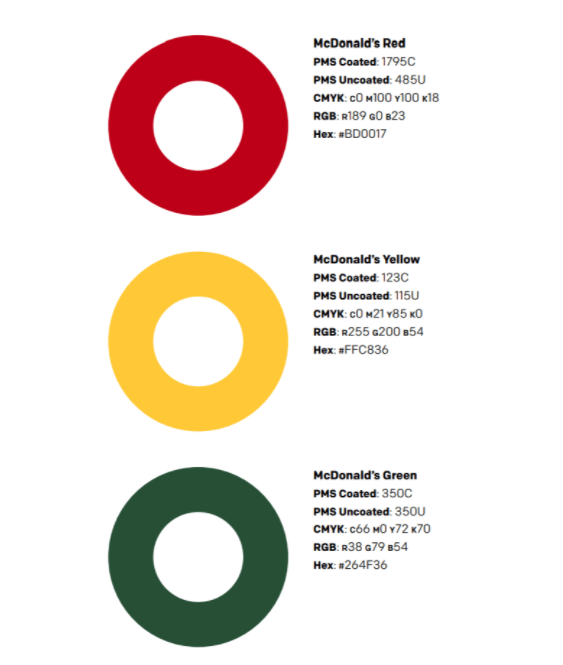 McDonald's Red
PMS Coated: 1795C
PMS Uncoated: 485U
CMYK: C0 M100 Y100 K18
RGB: R189 G0 B23
Hex: #BD0017
McDonald's Yellow
PMS Coated: 123C
PMS Uncoated: 115U
CMYK: C0 M21 Y85 K0
RGB: R255 G200 B54
Hex: #FFC836
McDonald's Green
PMS Coated: 350C
PMS Uncoated: 350U
CMYK: C66 M0 Y72 K70
RGB: R38 G79 B54
Hex: #264F36